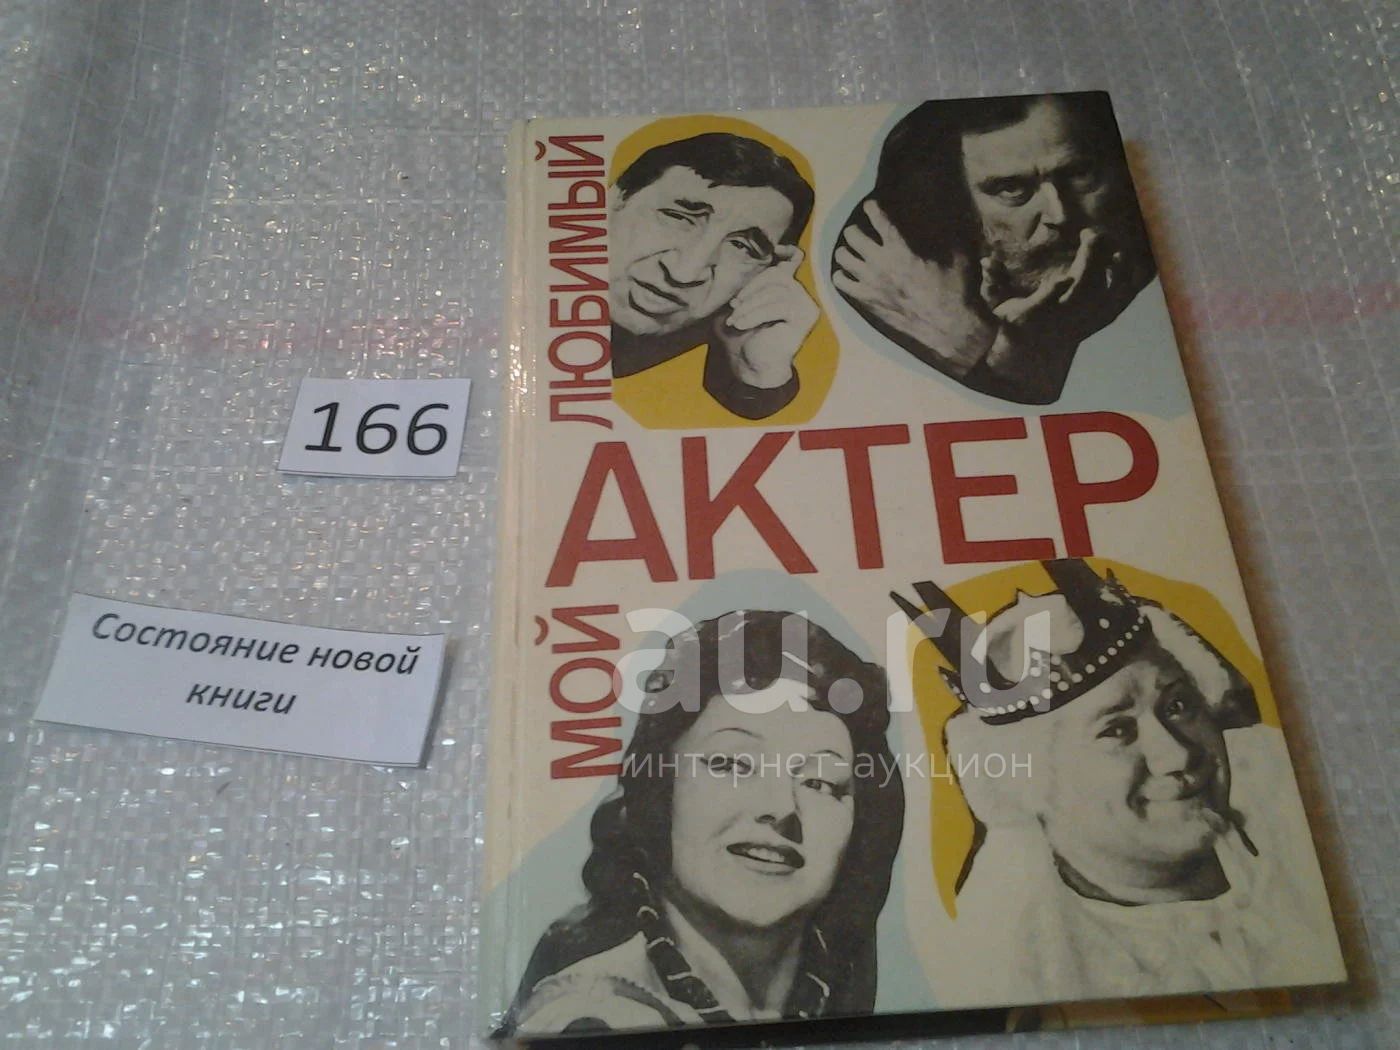 МОЙ ЛЮБИМЫЙ
АКТЕР
166
Состояние новой
книги
au.ru
интернет-аукцион